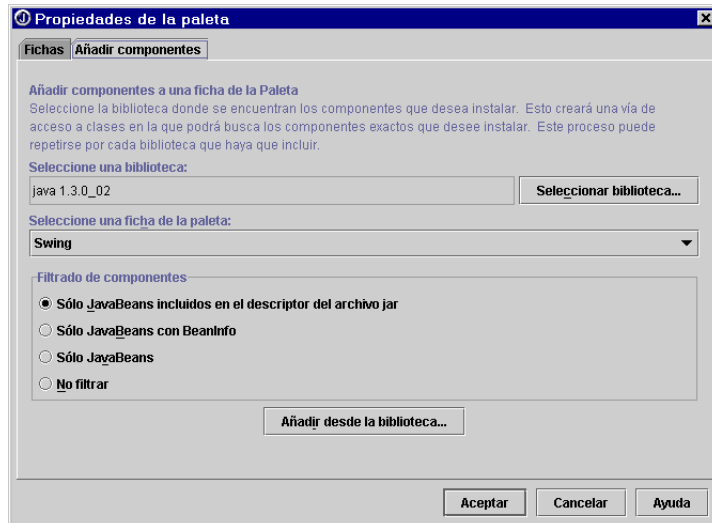 Propiedades de la paleta
Fichas Añadir componentes
Añadir componentes a una ficha de la Paleta
Seleccione la biblioteca donde se encuentran los componentes que desea instalar. Esto creará una vía de
acceso a clases en la que podrá busca los componentes exactos que desee instalar. Este proceso puede
repetirse por cada biblioteca que haya que incluir.
Seleccione una biblioteca:
java 1.3.0_02 Seleccionar biblioteca...
Seleccione una ficha de la paleta:
Swing
Filtrado de componentes
Sólo JavaBeans incluidos en el descriptor del archivo jar
Sólo JavaBeans con BeanInfo
Sólo JavaBeans
No filtrar
Añadir desde la biblioteca...
Aceptar Cancelar Ayuda